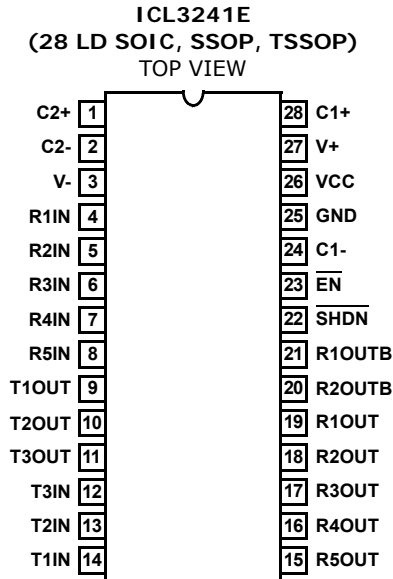 ICL3241E
(28 LD SOIC, SSOP, TSSOP)
TOP VIEW
C2+ 1 28 C1+
C2- 2 27 V+
V- 3 26 VCC
R1IN 4 25 GND
R2IN 5 24 C1-
R3IN 6 23 EN
R4IN 7 22 SHDN
R5IN 8 21 R1OUTB
T1OUT 9 20 R2OUTB
T2OUT 10 19 R1OUT
T3OUT 11 18 R2OUT
T3IN 12 17 R3OUT
T2IN 13 16 R4OUT
T1IN 14 15 R5OUT